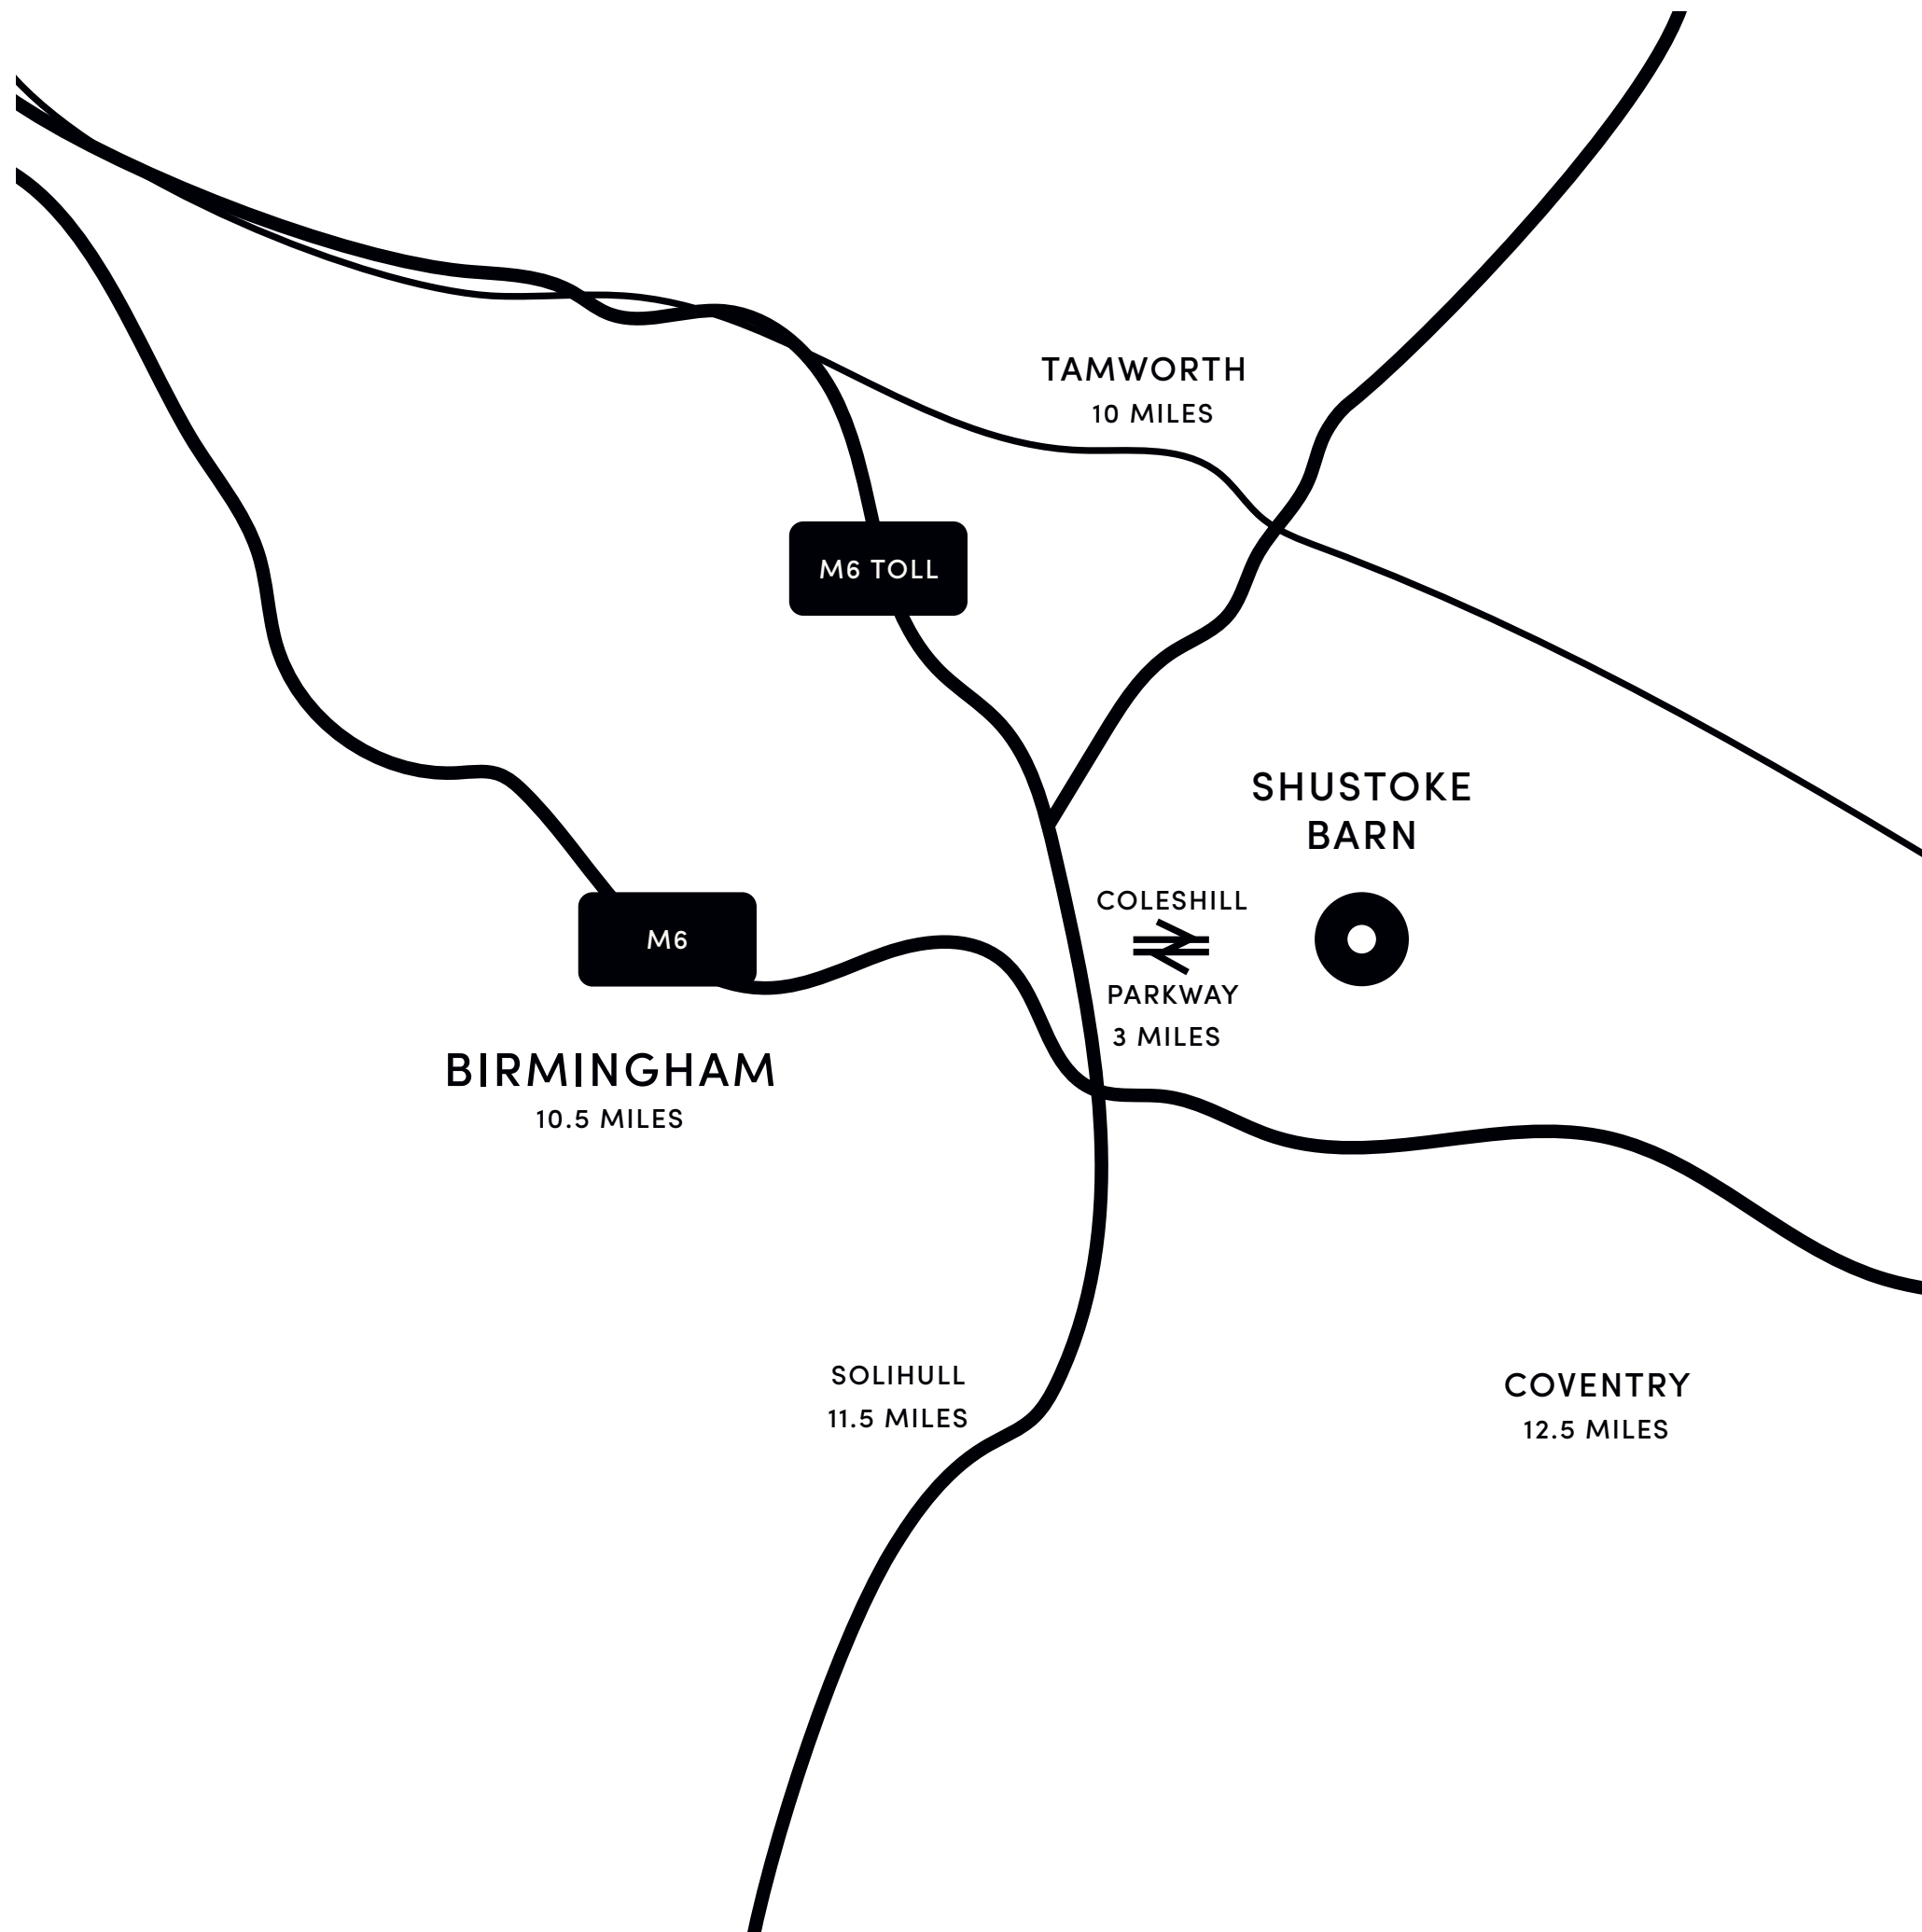 TAMWORTH
10 MILES
M6 TOLL
SHUSTOKE
BARN
COLESHILL
PARKWAY
3 MILES
M6
BIRMINGHAM
10.5 MILES
SOLIHULL
11.5 MILES
COVENTRY
12.5 MILES